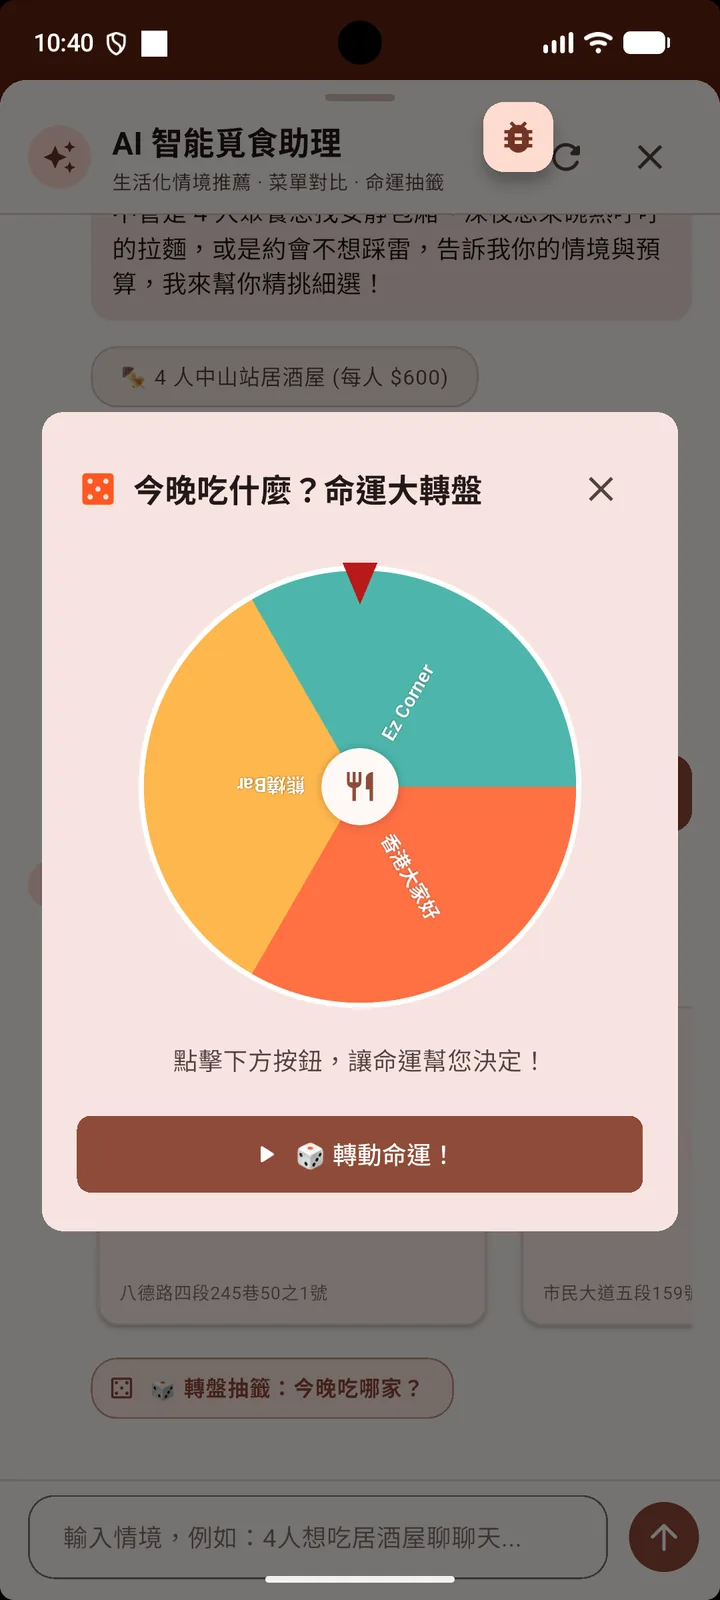 10:40
AI 智能覓食助理
生活化情境推薦 · 菜單對比 · 命運抽籤
的拉麵，或是約會不想踩雷，告訴我你的情境與預
算，我來幫你精挑細選！
4 人中山站居酒屋 (每人 $600)
今晚吃什麼？命運大轉盤
Ez Corner
熊燒Bar
香港大家好
點擊下方按鈕，讓命運幫您決定！
轉動命運！
八德路四段245巷50之1號
市民大道五段159號
轉盤抽籤：今晚吃哪家？
輸入情境，例如：4人想吃居酒屋聊聊天...